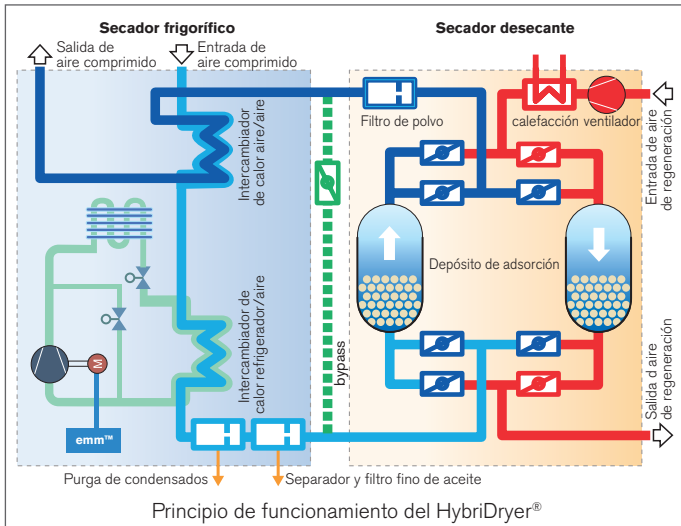 Secador frigorífico
Secador desecante
Salida de
aire comprimido
Entrada de
aire comprimido
Filtro de polvo
calefacción ventilador
Entrada de aire
de regeneración
Intercambiador
de calor aire/aire
Depósito de adsorción
Intercambiador de
calor refrigerador/aire
bypass
M
emm™
Salida d aire
de regeneración
Purga de condensados
Separador y filtro fino de aceite
Principio de funcionamiento del HybriDryer®